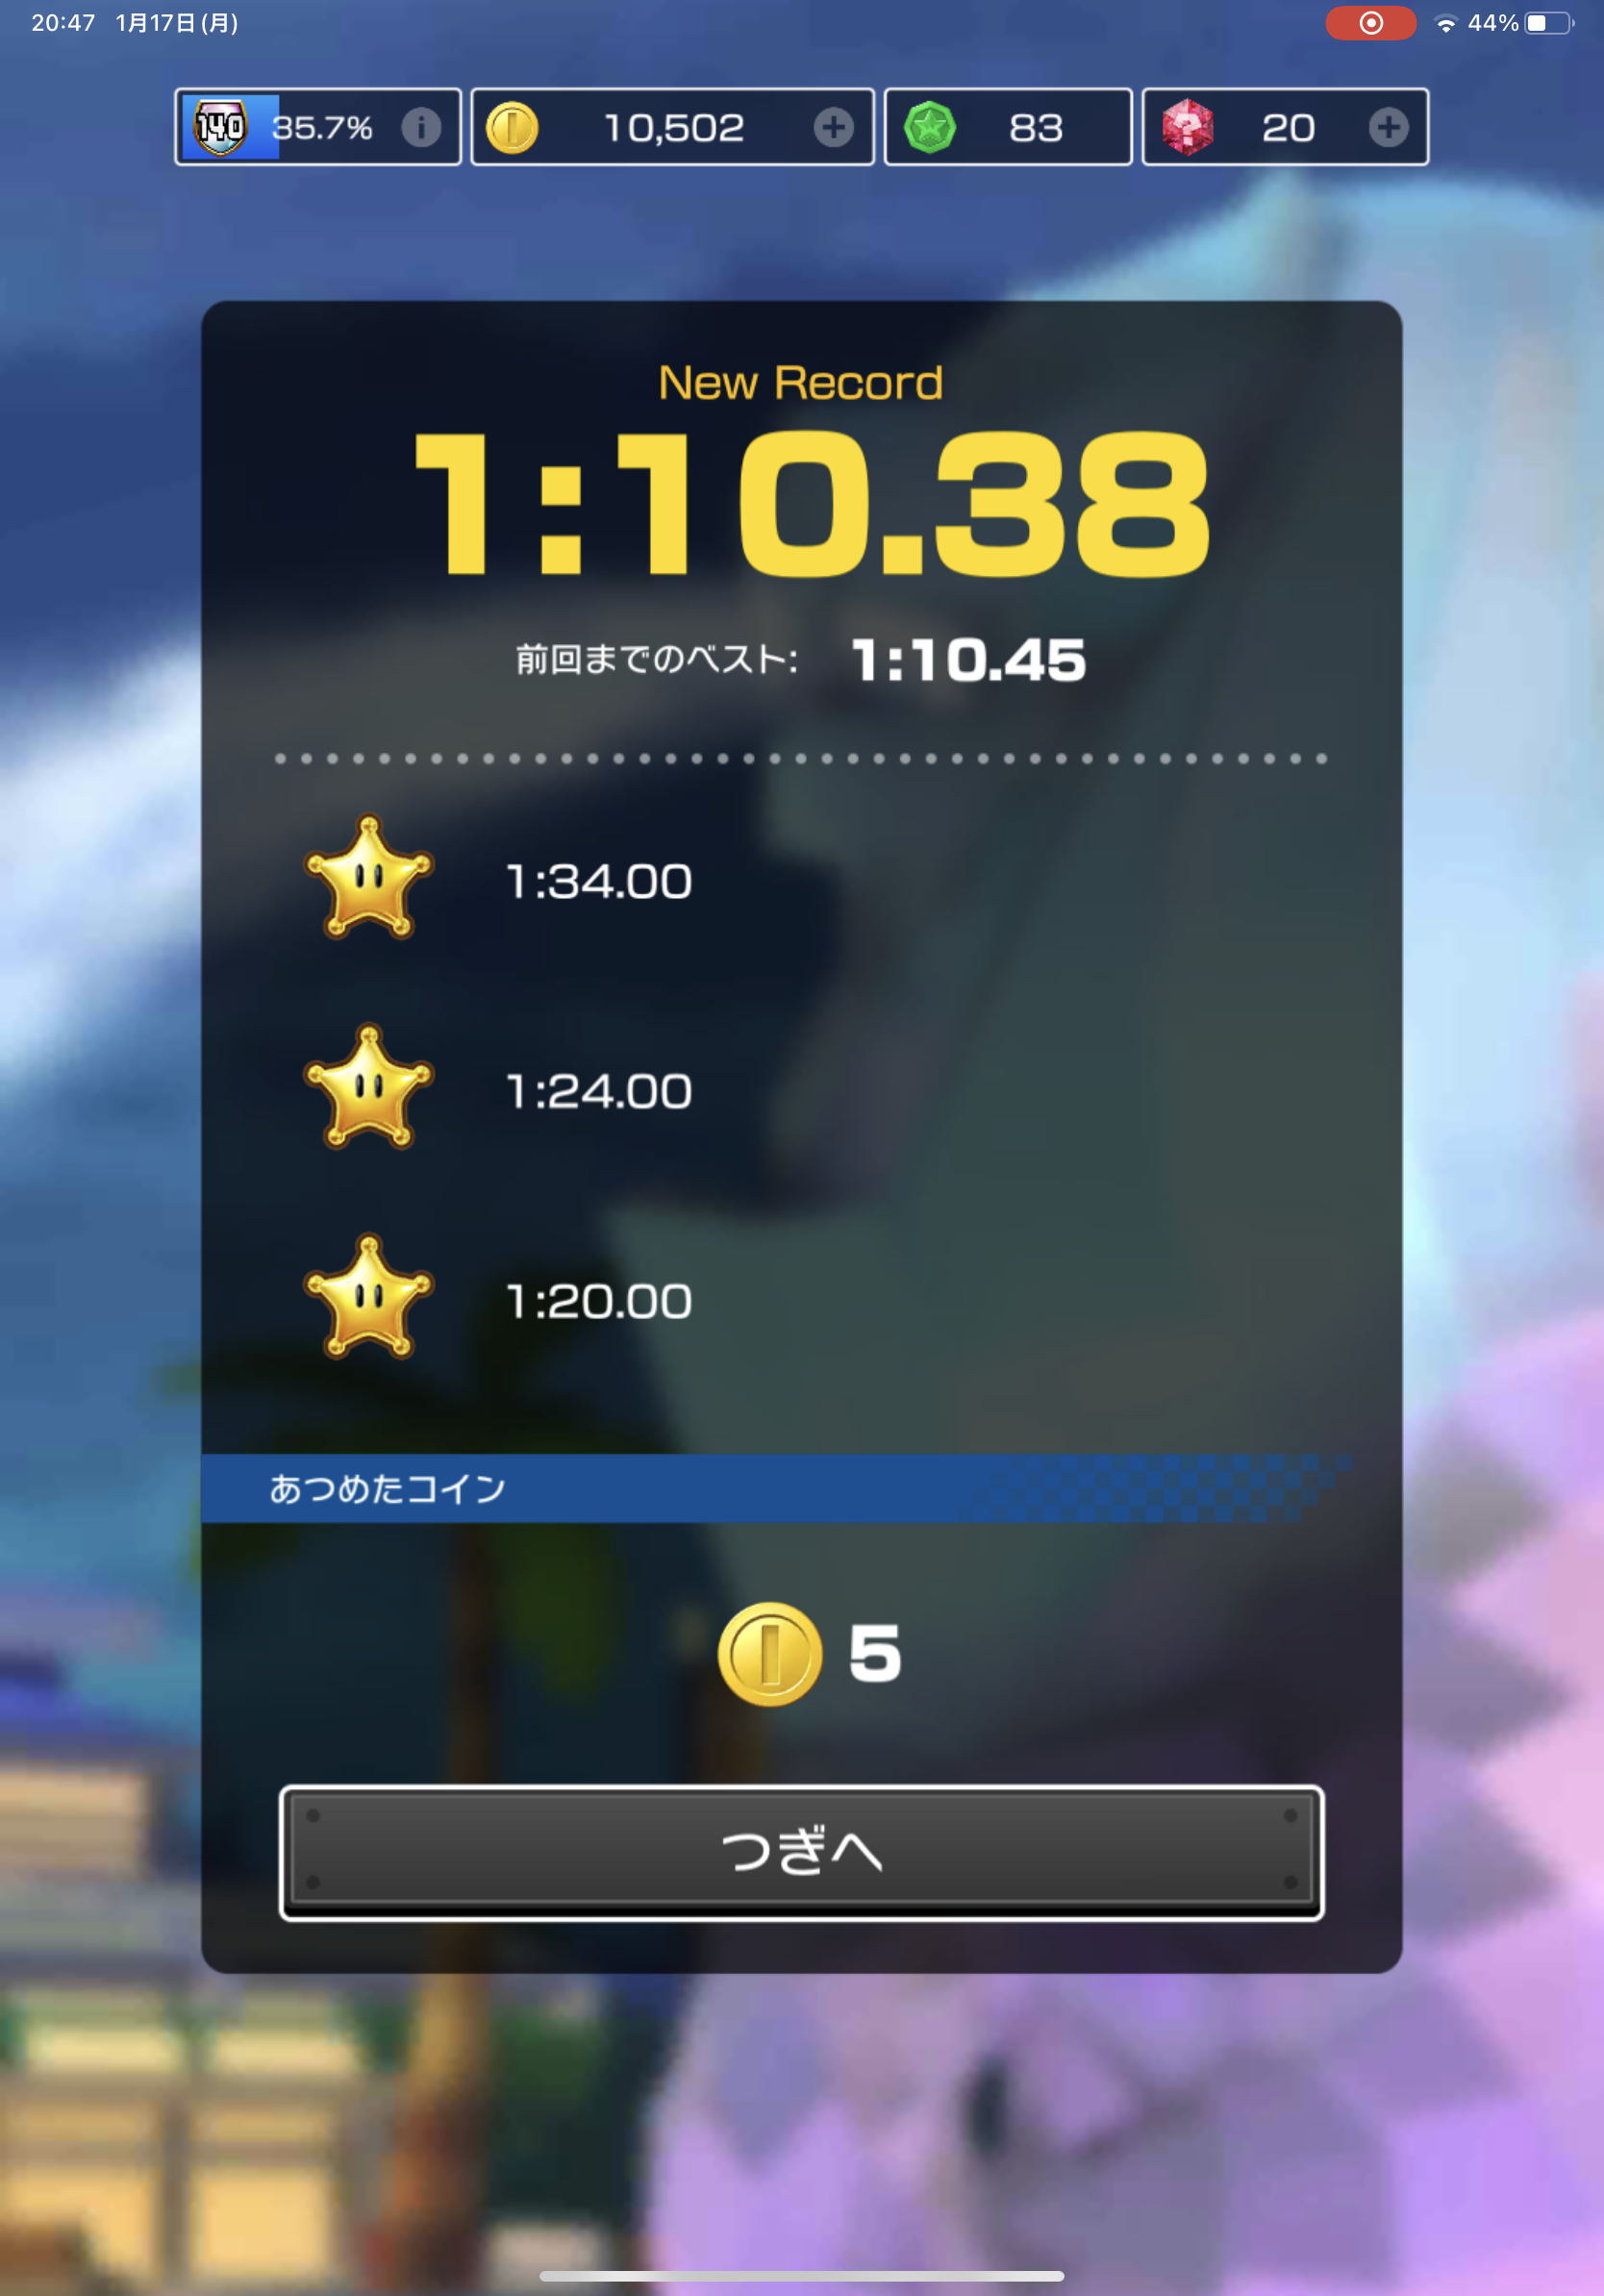 20:47 1月17日(月) 44%
140 35.7% 10,502 83 20
New Record
1:10.38
前回までのベスト: 1:10.45
1:34.00
1:24.00
1:20.00
あつめたコイン
5
つぎへ